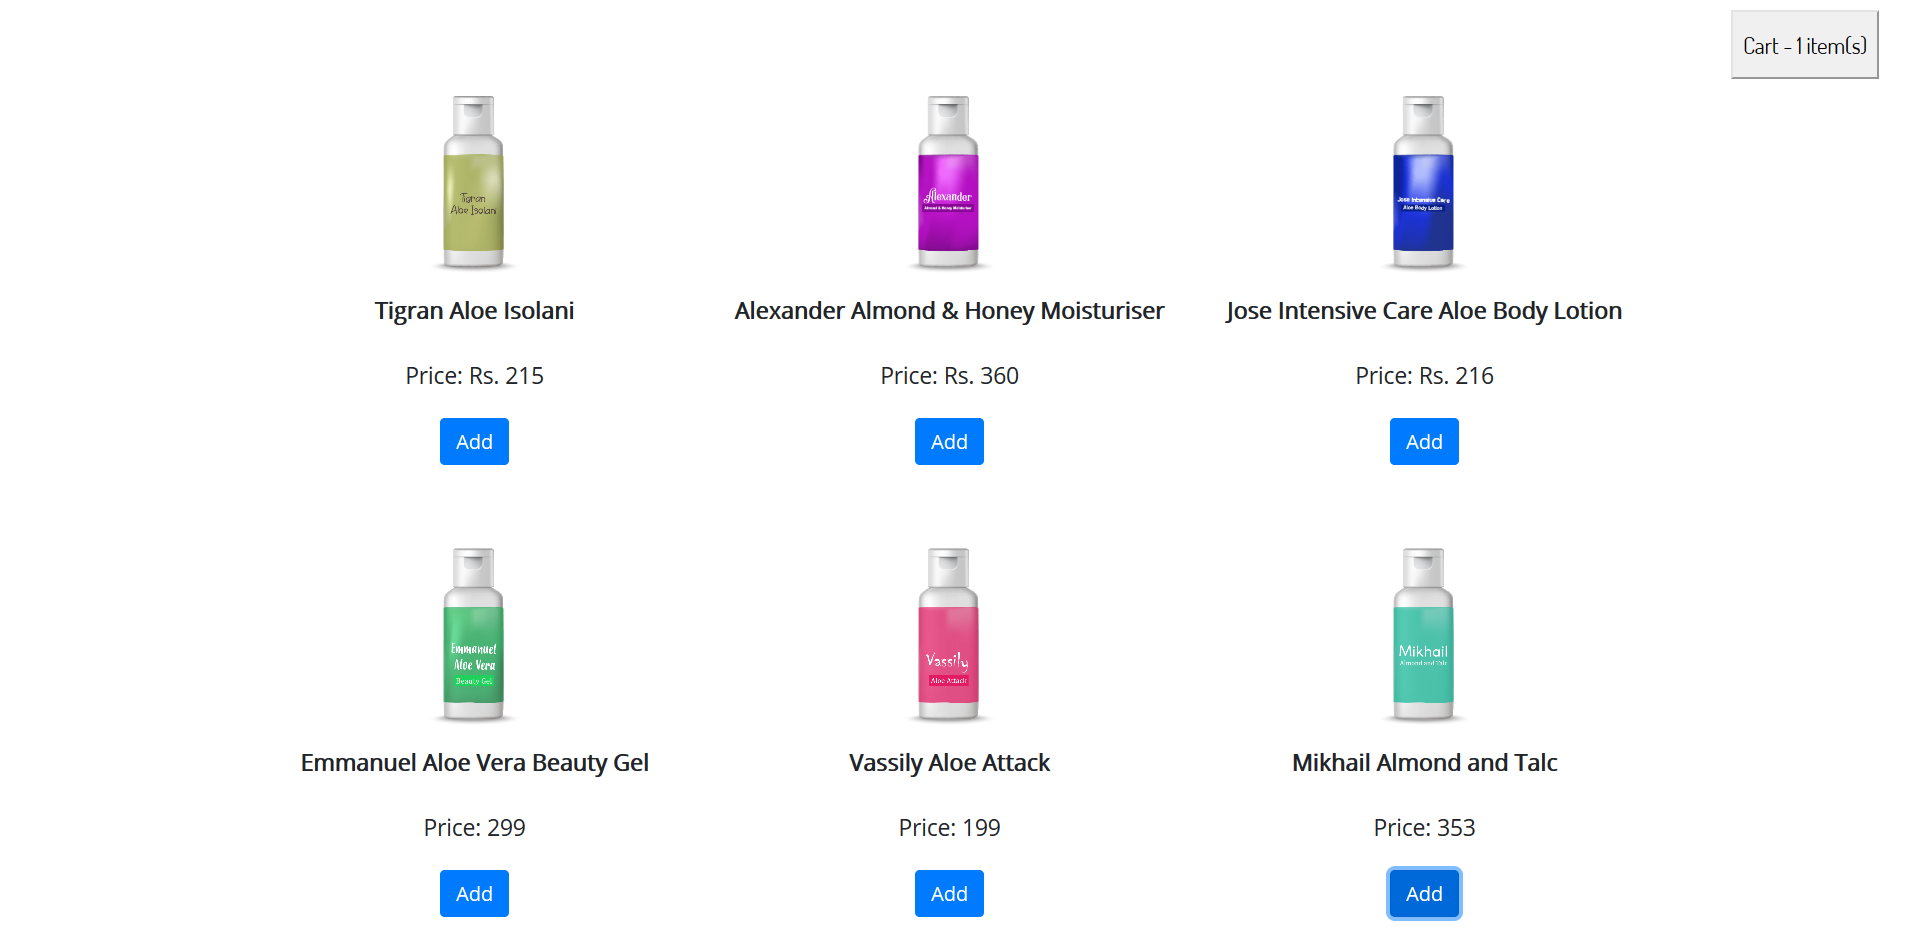 Cart - 1 item(s)
Tigran
Aloe Isolani
Alexander
Almond & Honey Moisturiser
Jose Intensive Care
Aloe Body Lotion
Tigran Aloe Isolani
Alexander Almond & Honey Moisturiser
Jose Intensive Care Aloe Body Lotion
Price: Rs. 215
Price: Rs. 360
Price: Rs. 216
Add
Add
Add
Emmanuel
Aloe Vera
Beauty Gel
Vassily
Aloe Attack
Mikhail
Almond and Talc
Emmanuel Aloe Vera Beauty Gel
Vassily Aloe Attack
Mikhail Almond and Talc
Price: 299
Price: 199
Price: 353
Add
Add
Add